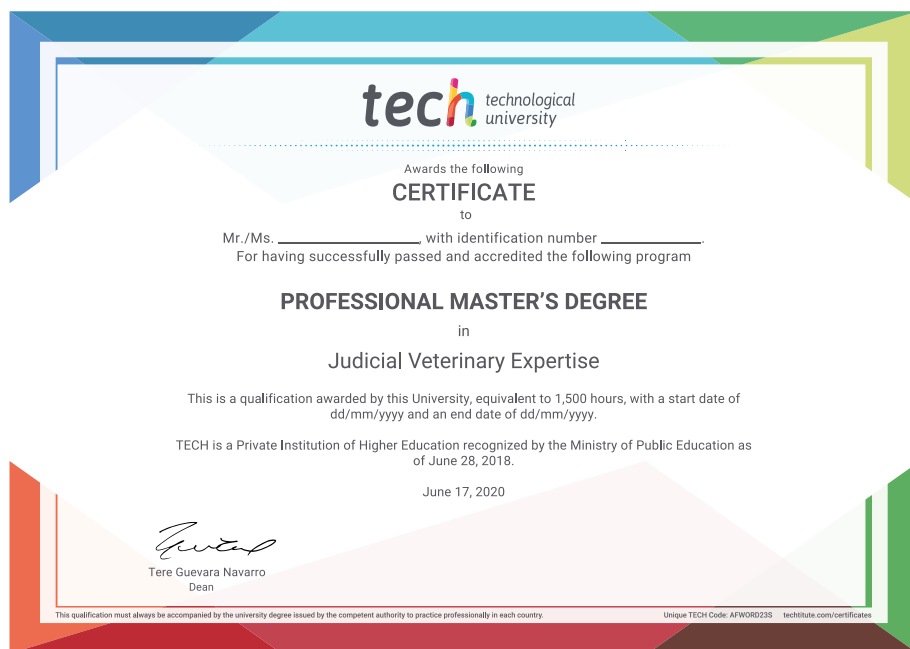 tech technological
university
Awards the following
CERTIFICATE
to
Mr./Ms. ________________, with identification number ____________.
For having successfully passed and accredited the following program
PROFESSIONAL MASTER'S DEGREE
in
Judicial Veterinary Expertise
This is a qualification awarded by this University, equivalent to 1,500 hours, with a start date of
dd/mm/yyyy and an end date of dd/mm/yyyy.
TECH is a Private Institution of Higher Education recognized by the Ministry of Public Education as
of June 28, 2018.
June 17, 2020
Tere Guevara Navarro
Dean
This qualification must always be accompanied by the university degree issued by the competent authority to practice professionally in each country.
Unique TECH Code: AFWORD23S techtitute.com/certificates